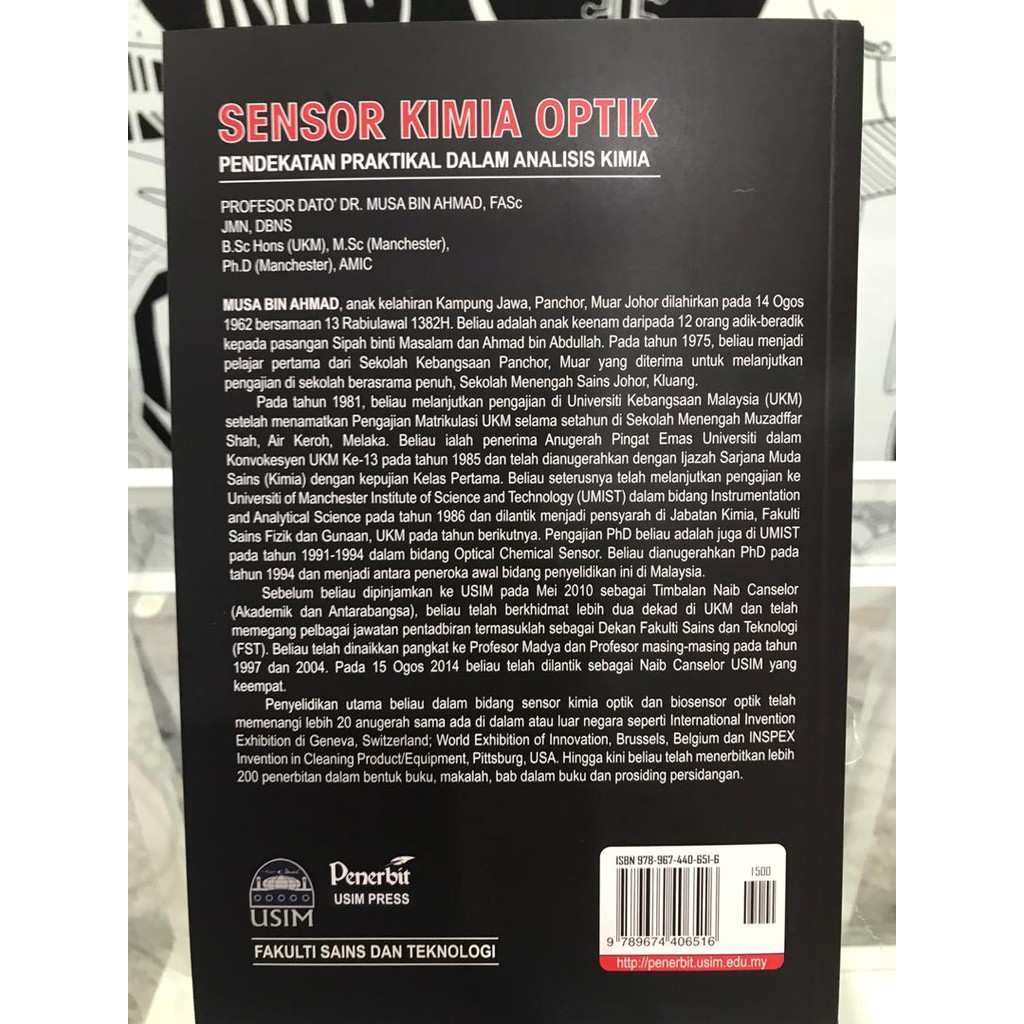 SENSOR KIMIA OPTIK
PENDEKATAN PRAKTIKAL DALAM ANALISIS KIMIA
PROFESOR DATO' DR. MUSA BIN AHMAD, FASc
JMN, DBNS
B.Sc Hons (UKM), M.Sc (Manchester),
Ph.D (Manchester), AMIC
MUSA BIN AHMAD, anak kelahiran Kampung Jawa, Panchor, Muar Johor dilahirkan pada 14 Ogos
1962 bersamaan 13 Rabiulawal 1382H. Beliau adalah anak keenam daripada 12 orang adik-beradik
kepada pasangan Sipah binti Masalam dan Ahmad bin Abdullah. Pada tahun 1975, beliau menjadi
pelajar pertama dari Sekolah Kebangsaan Panchor, Muar yang diterima untuk melanjutkan
pengajian di sekolah berasrama penuh, Sekolah Menengah Sains Johor, Kluang.
Pada tahun 1981, beliau melanjutkan pengajian di Universiti Kebangsaan Malaysia (UKM)
setelah menamatkan Pengajian Matrikulasi UKM selama setahun di Sekolah Menengah Muzadffar
Shah, Air Keroh, Melaka. Beliau ialah penerima Anugerah Pingat Emas Universiti dalam
Konvokesyen UKM Ke-13 pada tahun 1985 dan telah dianugerahkan dengan Ijazah Sarjana Muda
Sains (Kimia) dengan kepujian Kelas Pertama. Beliau seterusnya telah melanjutkan pengajian ke
Universiti of Manchester Institute of Science and Technology (UMIST) dalam bidang Instrumentation
and Analytical Science pada tahun 1986 dan dilantik menjadi pensyarah di Jabatan Kimia, Fakulti
Sains Fizik dan Gunaan, UKM pada tahun berikutnya. Pengajian PhD beliau adalah juga di UMIST
pada tahun 1991-1994 dalam bidang Optical Chemical Sensor. Beliau dianugerahkan PhD pada
tahun 1994 dan menjadi antara peneroka awal bidang penyelidikan ini di Malaysia.
Sebelum beliau dipinjamkan ke USIM pada Mei 2010 sebagai Timbalan Naib Canselor
(Akademik dan Antarabangsa), beliau telah berkhidmat lebih dua dekad di UKM dan telah
memegang pelbagai jawatan pentadbiran termasuklah sebagai Dekan Fakulti Sains dan Teknologi
(FST). Beliau telah dinaikkan pangkat ke Profesor Madya dan Profesor masing-masing pada tahun
1997 dan 2004. Pada 15 Ogos 2014 beliau telah dilantik sebagai Naib Canselor USIM yang
keempat.
Penyelidikan utama beliau dalam bidang sensor kimia optik dan biosensor optik telah
memenangi lebih 20 anugerah sama ada di dalam atau luar negara seperti International Invention
Exhibition di Geneva, Switzerland; World Exhibition of Innovation, Brussels, Belgium dan INSPEX
Invention in Cleaning Product/Equipment, Pittsburg, USA. Hingga kini beliau telah menerbitkan lebih
200 penerbitan dalam bentuk buku, makalah, bab dalam buku dan prosiding persidangan.
USIM
Penerbit
USIM PRESS
FAKULTI SAINS DAN TEKNOLOGI
ISBN 978-967-440-651-6
1500
9 789674 406516
http://penerbit.usim.edu.my